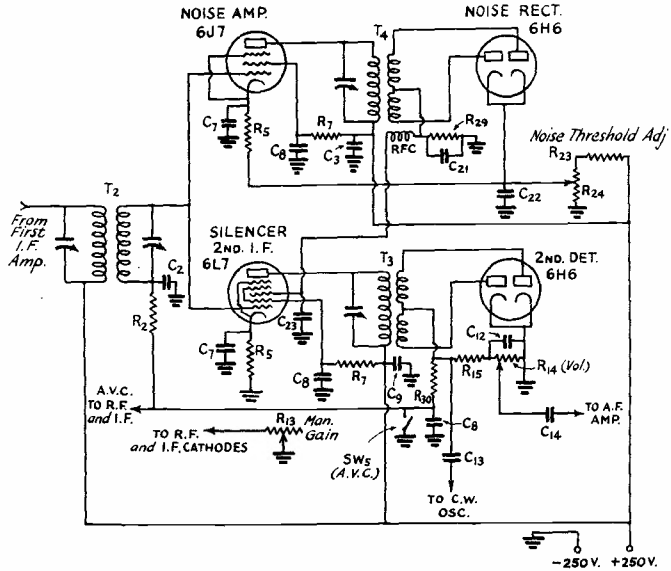 NOISE AMP.
6J7
T4
NOISE RECT.
6H6
C7
R5
R7
C8
C3
RFC
R29
C21
Noise Threshold Adj
R23
R24
C22
T2
From
First
I.F.
Amp.
C2
R2
SILENCER
2ND. I.F.
6L7
T3
2ND. DET.
6H6
C23
C7
R5
C8
R7
C9
R30
C12
R15
R14 (Vol.)
C8
C14
TO A.F.
AMP.
A.V.C.
TO R.F.
and I.F.
R13
Man.
Gain
TO R.F.
and I.F. CATHODES
SW5
(A.V.C.)
C13
TO C.W.
OSC.
-250 V. +250 V.